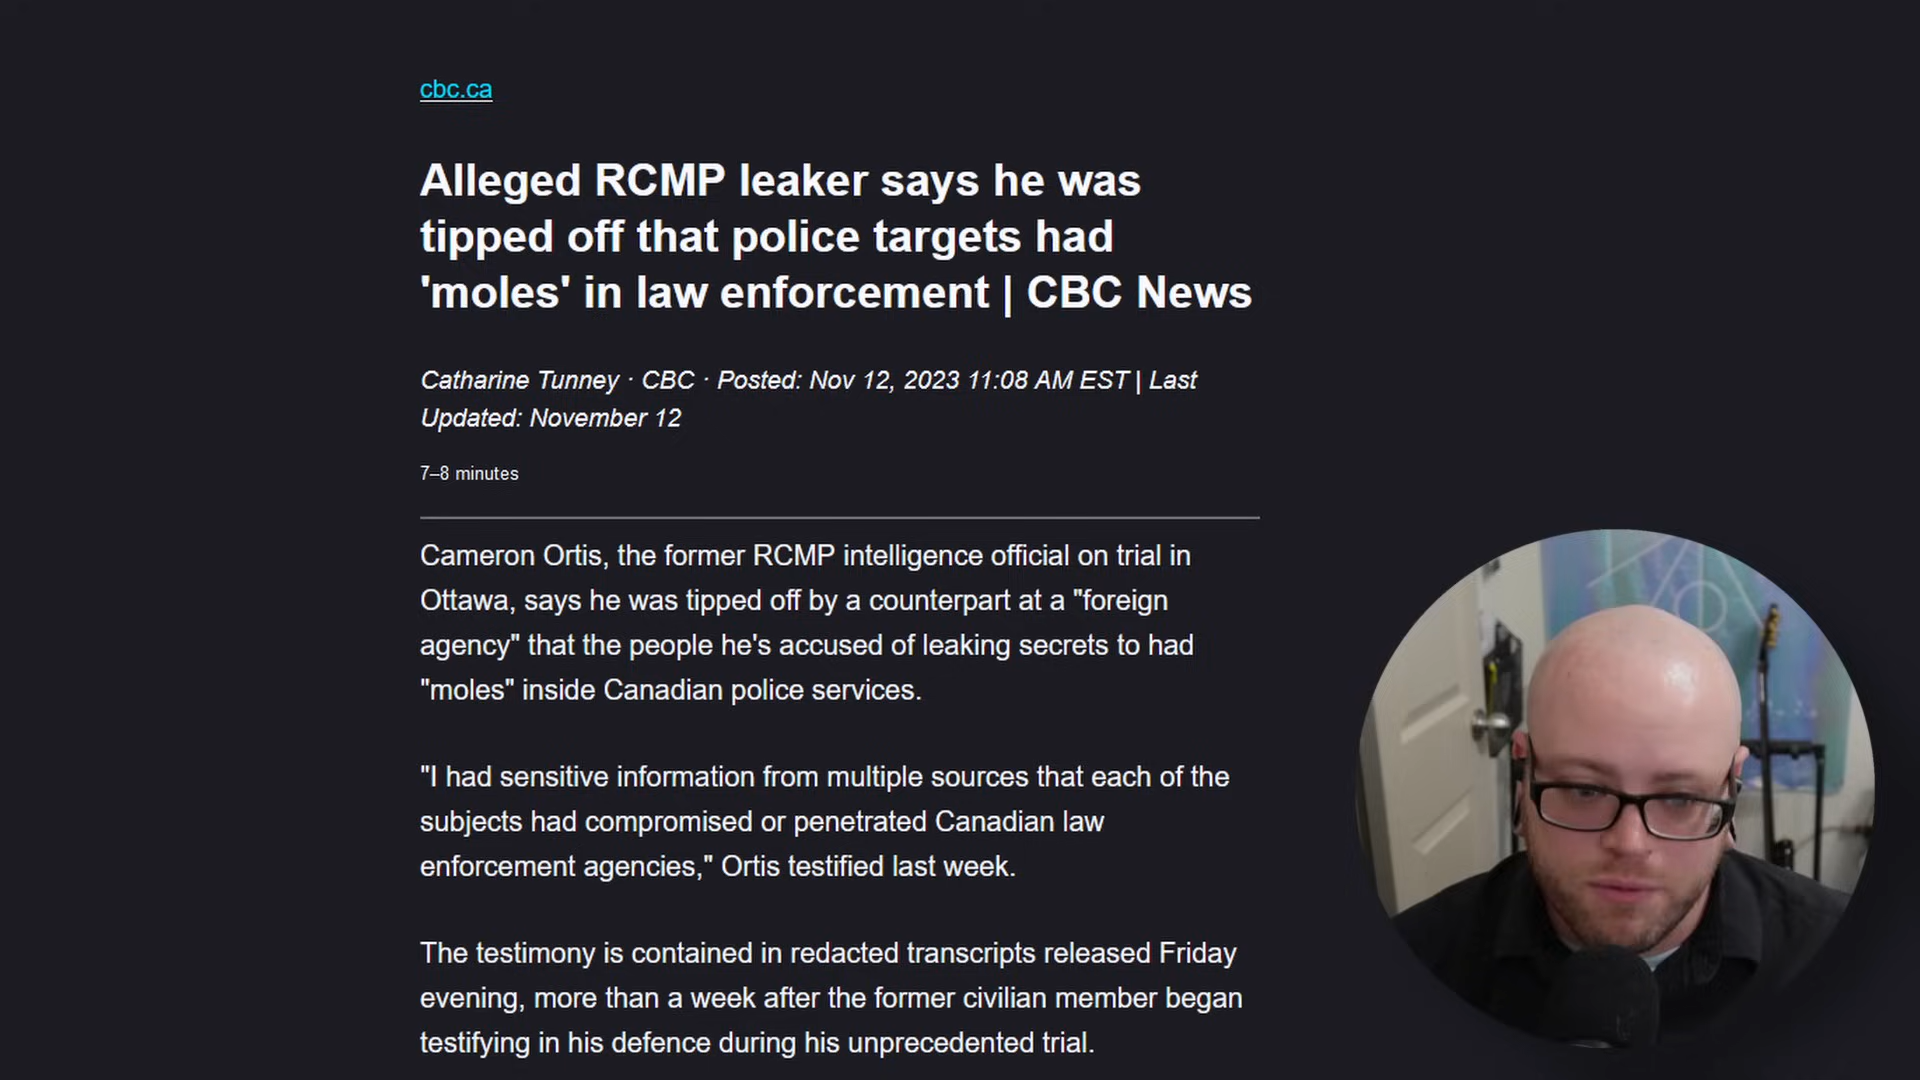 cbc.ca
Alleged RCMP leaker says he was
tipped off that police targets had
'moles' in law enforcement | CBC News
Catharine Tunney · CBC · Posted: Nov 12, 2023 11:08 AM EST | Last
Updated: November 12
7–8 minutes
Cameron Ortis, the former RCMP intelligence official on trial in
Ottawa, says he was tipped off by a counterpart at a "foreign
agency" that the people he's accused of leaking secrets to had
"moles" inside Canadian police services.
"I had sensitive information from multiple sources that each of the
subjects had compromised or penetrated Canadian law
enforcement agencies," Ortis testified last week.
The testimony is contained in redacted transcripts released Friday
evening, more than a week after the former civilian member began
testifying in his defence during his unprecedented trial.